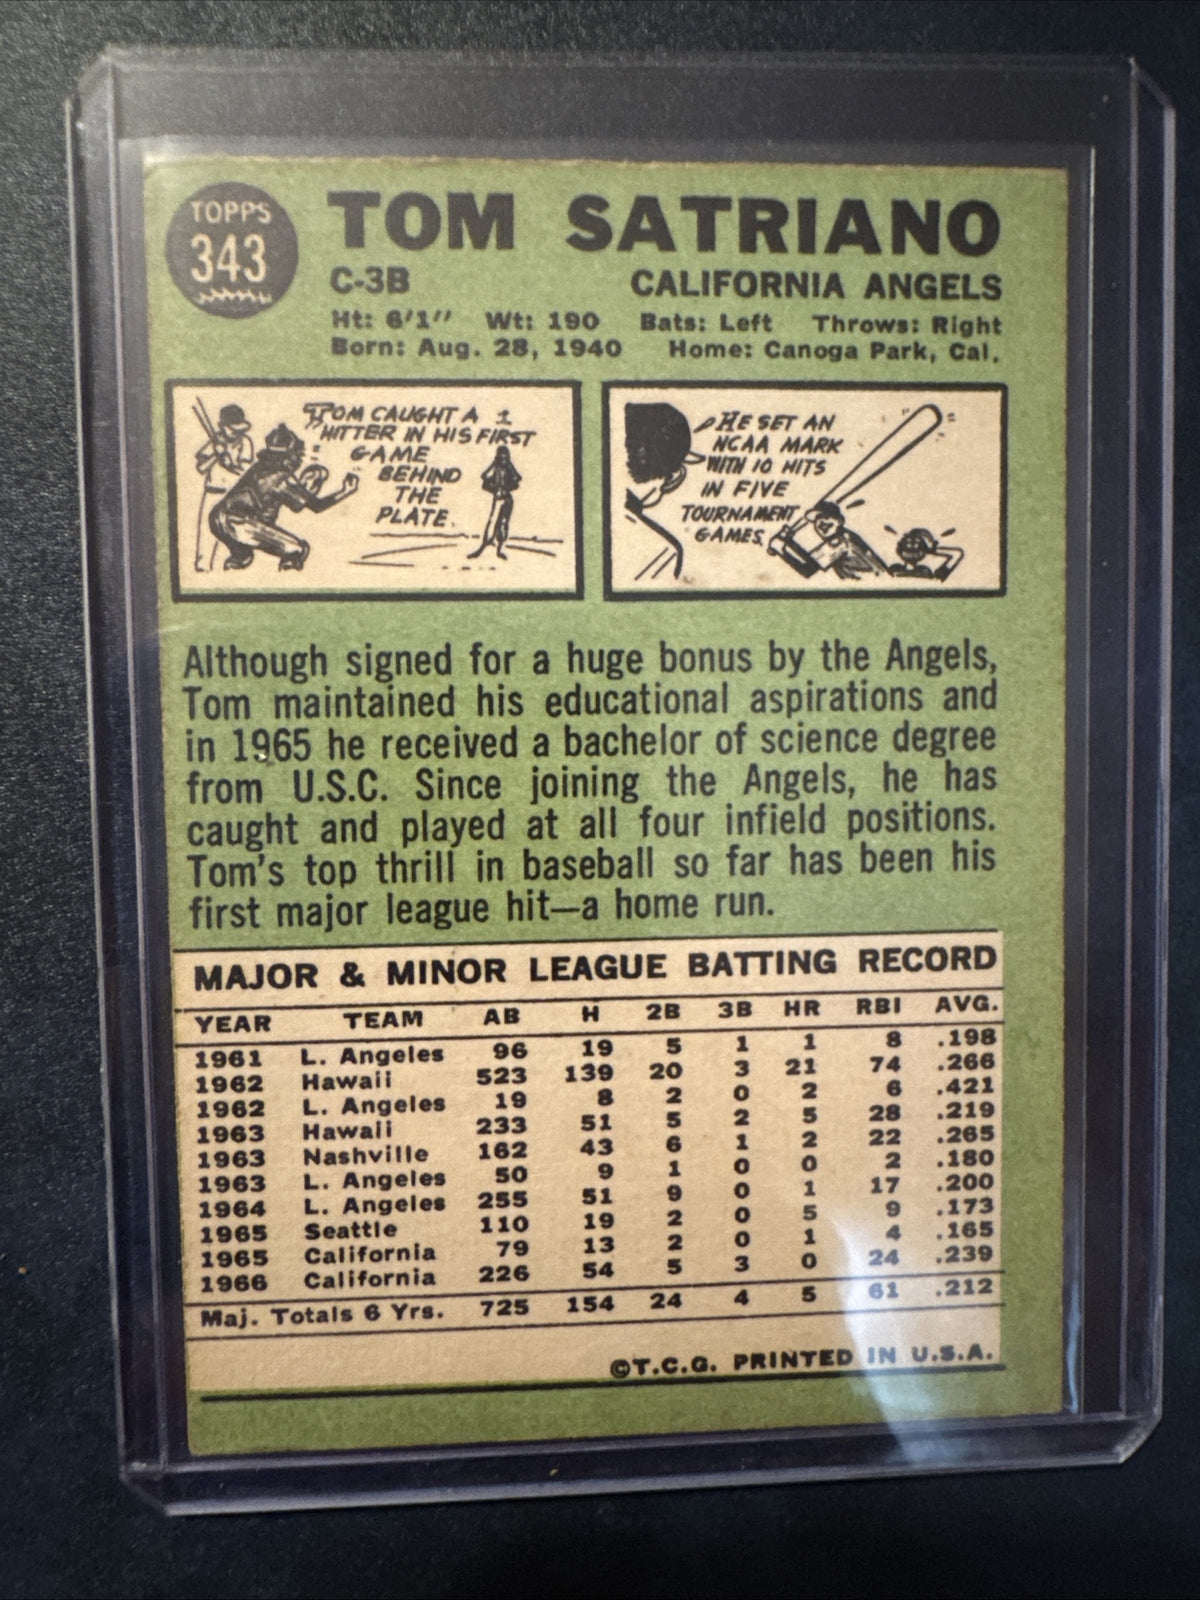 TOPPS
343
TOM SATRIANO
C-3B CALIFORNIA ANGELS
Ht: 6'1" Wt: 190 Bats: Left Throws: Right
Born: Aug. 28, 1940 Home: Canoga Park, Cal.
TOM CAUGHT A 1
HITTER IN HIS FIRST
GAME
BEHIND
THE
PLATE.
HE SET AN
NCAA MARK
WITH 10 HITS
IN FIVE
TOURNAMENT
GAMES.
Although signed for a huge bonus by the Angels,
Tom maintained his educational aspirations and
in 1965 he received a bachelor of science degree
from U.S.C. Since joining the Angels, he has
caught and played at all four infield positions.
Tom's top thrill in baseball so far has been his
first major league hit—a home run.
MAJOR & MINOR LEAGUE BATTING RECORD
YEAR TEAM AB H 2B 3B HR RBI AVG.
1961 L. Angeles 96 19 5 1 1 8 .198
1962 Hawaii 523 139 20 3 21 74 .266
1962 L. Angeles 19 8 2 0 2 6 .421
1963 Hawaii 233 51 5 2 5 28 .219
1963 Nashville 162 43 6 1 2 22 .265
1963 L. Angeles 50 9 1 0 0 2 .180
1964 L. Angeles 255 51 9 0 1 17 .200
1965 Seattle 110 19 2 0 5 9 .173
1965 California 79 13 2 0 1 4 .165
1966 California 226 54 5 3 0 24 .239
Maj. Totals 6 Yrs. 725 154 24 4 5 61 .212
©T.C.G. PRINTED IN U.S.A.